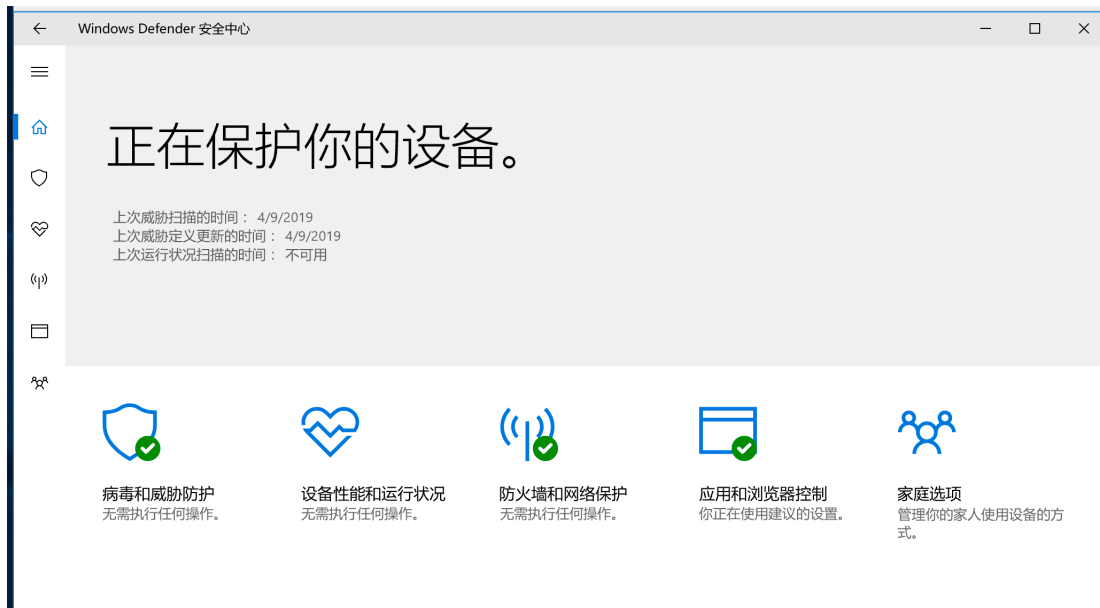 Windows Defender 安全中心
正在保护你的设备。
上次威胁扫描的时间： 4/9/2019
上次威胁定义更新的时间： 4/9/2019
上次运行状况扫描的时间： 不可用
病毒和威胁防护
无需执行任何操作。
设备性能和运行状况
无需执行任何操作。
防火墙和网络保护
无需执行任何操作。
应用和浏览器控制
你正在使用建议的设置。
家庭选项
管理你的家人使用设备的方
式。